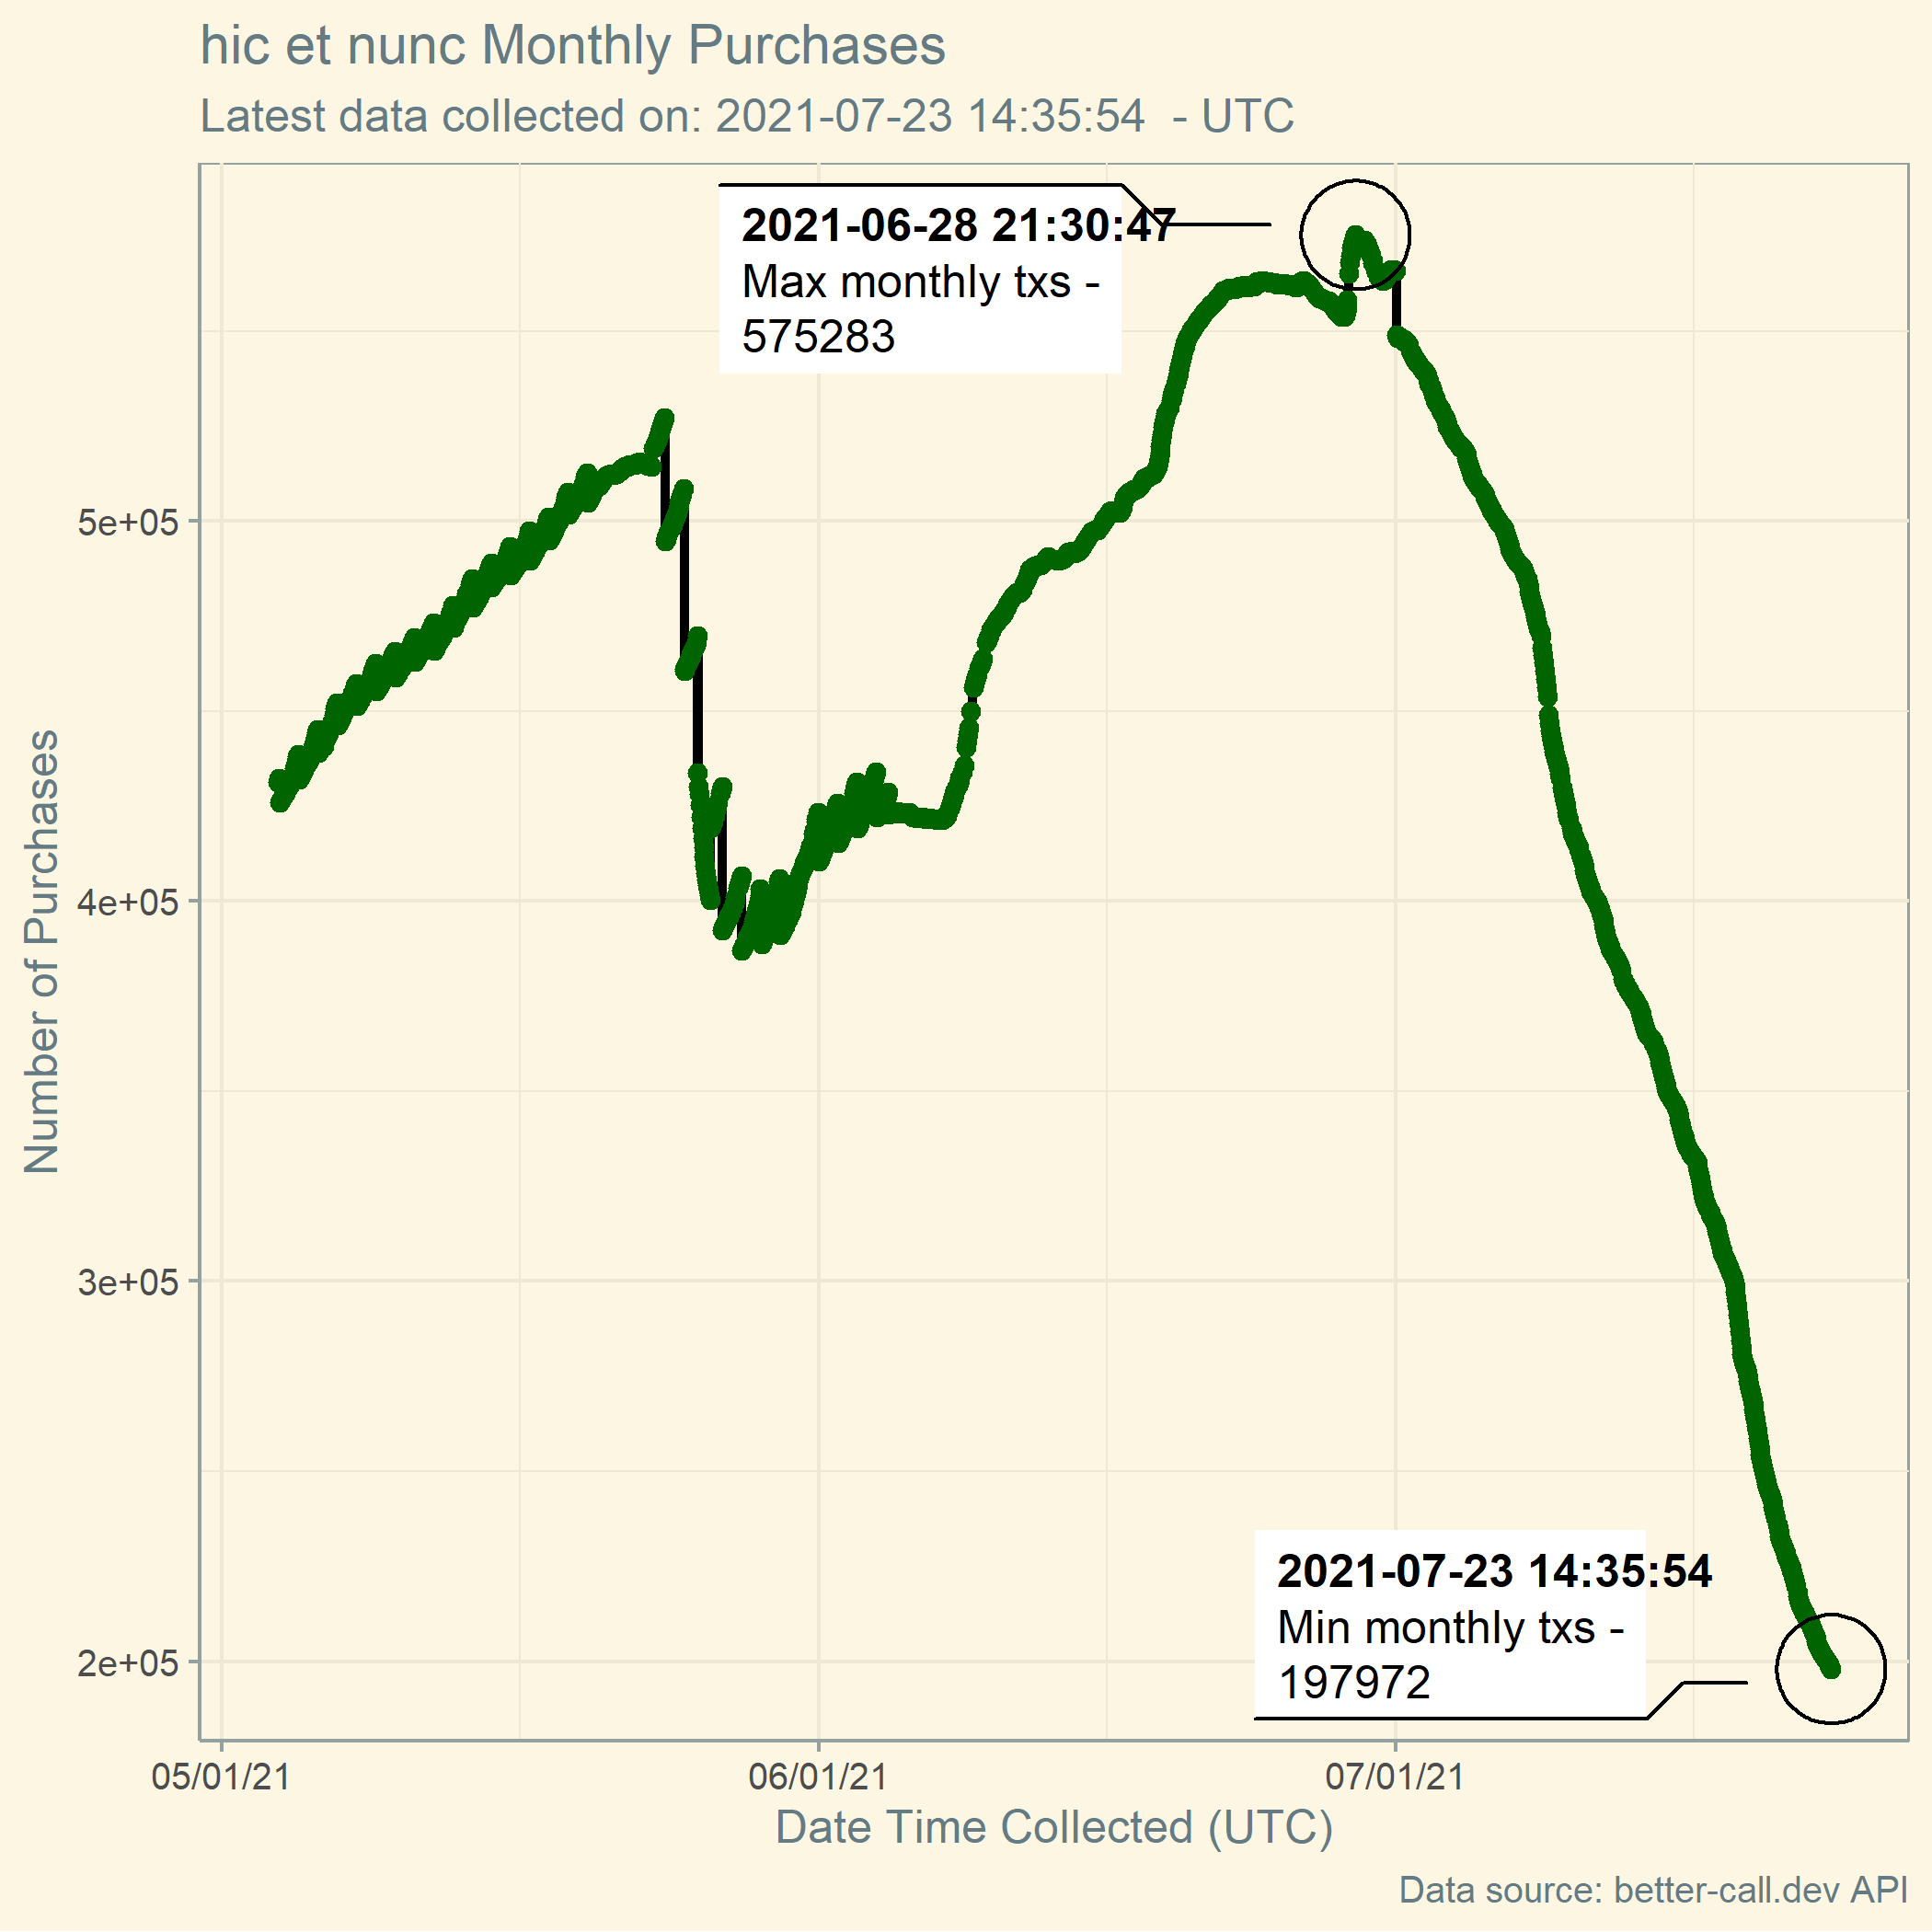 hic et nunc Monthly Purchases
Latest data collected on: 2021-07-23 14:35:54  - UTC
2021-06-28 21:30:47
Max monthly txs -
575283
Number of Purchases
5e+05
4e+05
3e+05
2e+05
2021-07-23 14:35:54
Min monthly txs -
197972
05/01/21
06/01/21
07/01/21
Date Time Collected (UTC)
Data source: better-call.dev API